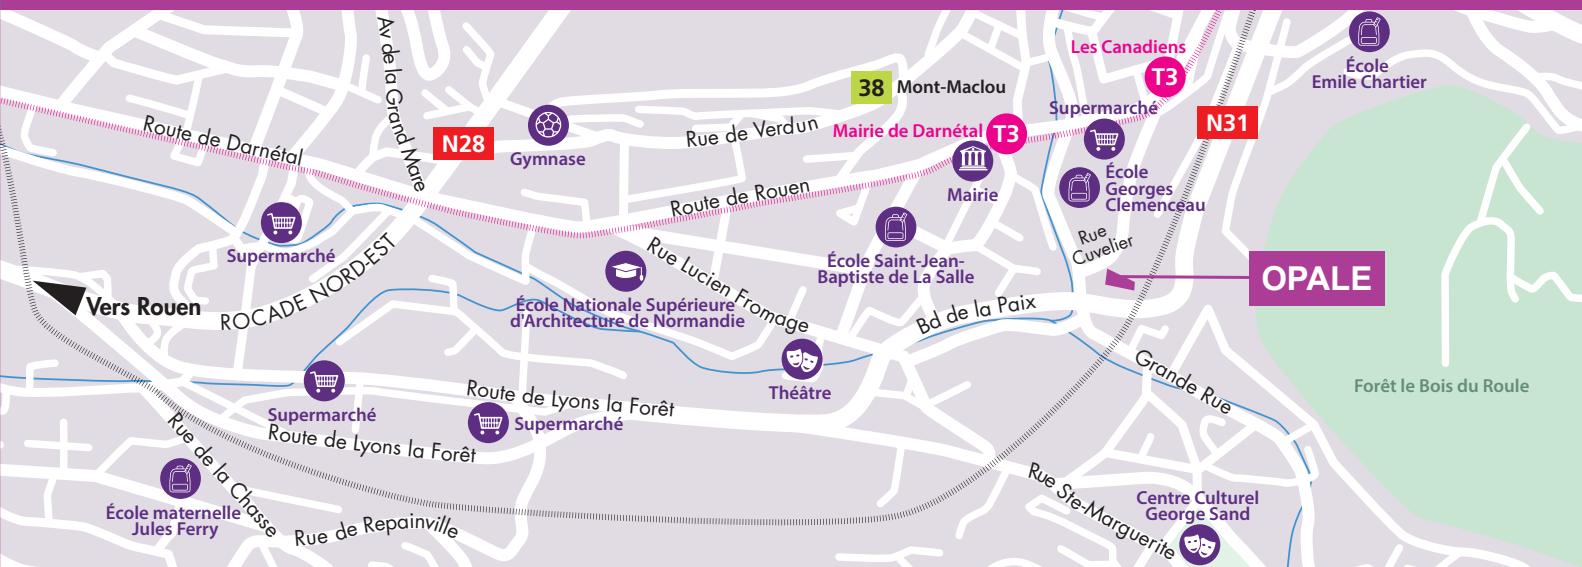 Av de la Grand Mare
Les Canadiens
T3
École
Emile Chartier
38 Mont-Maclou
Supermarché
N31
Route de Darnétal
N28
Gymnase
Rue de Verdun
Mairie de Darnétal T3
Mairie
École
Georges
Clemenceau
Route de Rouen
Rue
Cuvelier
Supermarché
ROCADE NORD-EST
Rue Lucien Fromage
École Saint-Jean-
Baptiste de La Salle
OPALE
Vers Rouen
École Nationale Supérieure
d'Architecture de Normandie
Bd de la Paix
Théâtre
Grande Rue
Forêt le Bois du Roule
Supermarché
Route de Lyons la Forêt
Supermarché
Route de Lyons la Forêt
Rue de la Chasse
École maternelle
Jules Ferry
Rue de Repainville
Rue Ste-Marguerite
Centre Culturel
George Sand